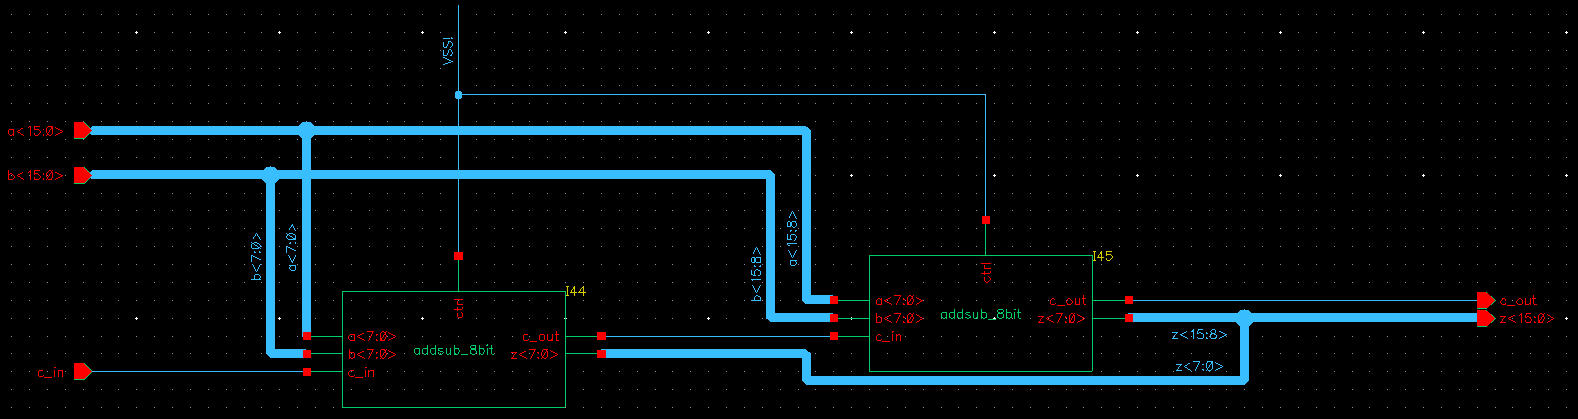 VSS!
a<15:0>
b<15:0>
b<7:0>
a<7:0>
b<15:8>
a<15:8>
I44
ctrl
a<7:0>
b<7:0>
c_in
addsub_8bit
c_out
z<7:0>
c_in
I45
ctrl
a<7:0>
b<7:0>
c_in
addsub_8bit
c_out
z<7:0>
z<15:8>
z<7:0>
c_out
z<15:0>